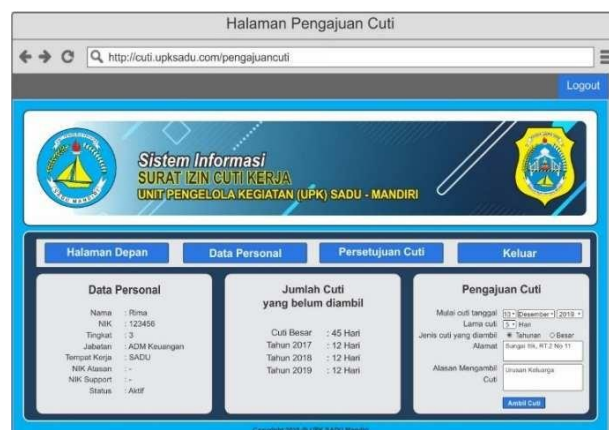 Halaman Pengajuan Cuti
http://cuti.upksadu.com/pengajuancuti
Logout
Sistem Informasi
SURAT IZIN CUTI KERJA
UNIT PENGELOLA KEGIATAN (UPK) SADU - MANDIRI
SADU MANDIRI
Halaman Depan
Data Personal
Persetujuan Cuti
Keluar
Data Personal
Nama : Rima
NIK : 123456
Tingkat : 3
Jabatan : ADM Keuangan
Tempat Kerja : SADU
NIK Atasan : -
NIK Support : -
Status : Aktif
Jumlah Cuti
yang belum diambil
Cuti Besar : 45 Hari
Tahun 2017 : 12 Hari
Tahun 2018 : 12 Hari
Tahun 2019 : 12 Hari
Pengajuan Cuti
Mulai cuti tanggal 10 Desember 2019
Lama cuti 5 Hari
Jenis cuti yang diambil Tahunan Besar
Alamat Sungai Itik, RT.2 No 11
Alasan Mengambil Urusan Keluarga
Cuti
Ambil Cuti